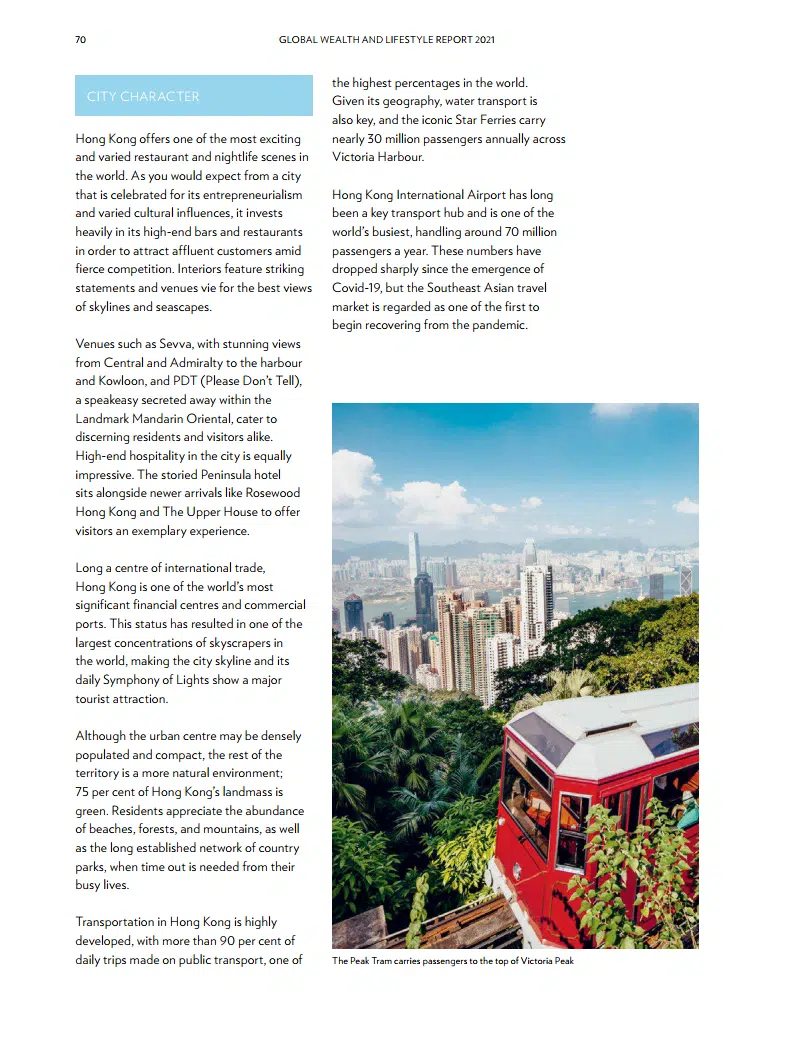 70
GLOBAL WEALTH AND LIFESTYLE REPORT 2021
CITY CHARACTER
Hong Kong offers one of the most exciting
and varied restaurant and nightlife scenes in
the world. As you would expect from a city
that is celebrated for its entrepreneurialism
and varied cultural influences, it invests
heavily in its high-end bars and restaurants
in order to attract affluent customers amid
fierce competition. Interiors feature striking
statements and venues vie for the best views
of skylines and seascapes.
Venues such as Sevva, with stunning views
from Central and Admiralty to the harbour
and Kowloon, and PDT (Please Don't Tell),
a speakeasy secreted away within the
Landmark Mandarin Oriental, cater to
discerning residents and visitors alike.
High-end hospitality in the city is equally
impressive. The storied Peninsula hotel
sits alongside newer arrivals like Rosewood
Hong Kong and The Upper House to offer
visitors an exemplary experience.
Long a centre of international trade,
Hong Kong is one of the world's most
significant financial centres and commercial
ports. This status has resulted in one of the
largest concentrations of skyscrapers in
the world, making the city skyline and its
daily Symphony of Lights show a major
tourist attraction.
Although the urban centre may be densely
populated and compact, the rest of the
territory is a more natural environment;
75 per cent of Hong Kong's landmass is
green. Residents appreciate the abundance
of beaches, forests, and mountains, as well
as the long established network of country
parks, when time out is needed from their
busy lives.
Transportation in Hong Kong is highly
developed, with more than 90 per cent of
daily trips made on public transport, one of
the highest percentages in the world.
Given its geography, water transport is
also key, and the iconic Star Ferries carry
nearly 30 million passengers annually across
Victoria Harbour.
Hong Kong International Airport has long
been a key transport hub and is one of the
world's busiest, handling around 70 million
passengers a year. These numbers have
dropped sharply since the emergence of
Covid-19, but the Southeast Asian travel
market is regarded as one of the first to
begin recovering from the pandemic.
The Peak Tram carries passengers to the top of Victoria Peak